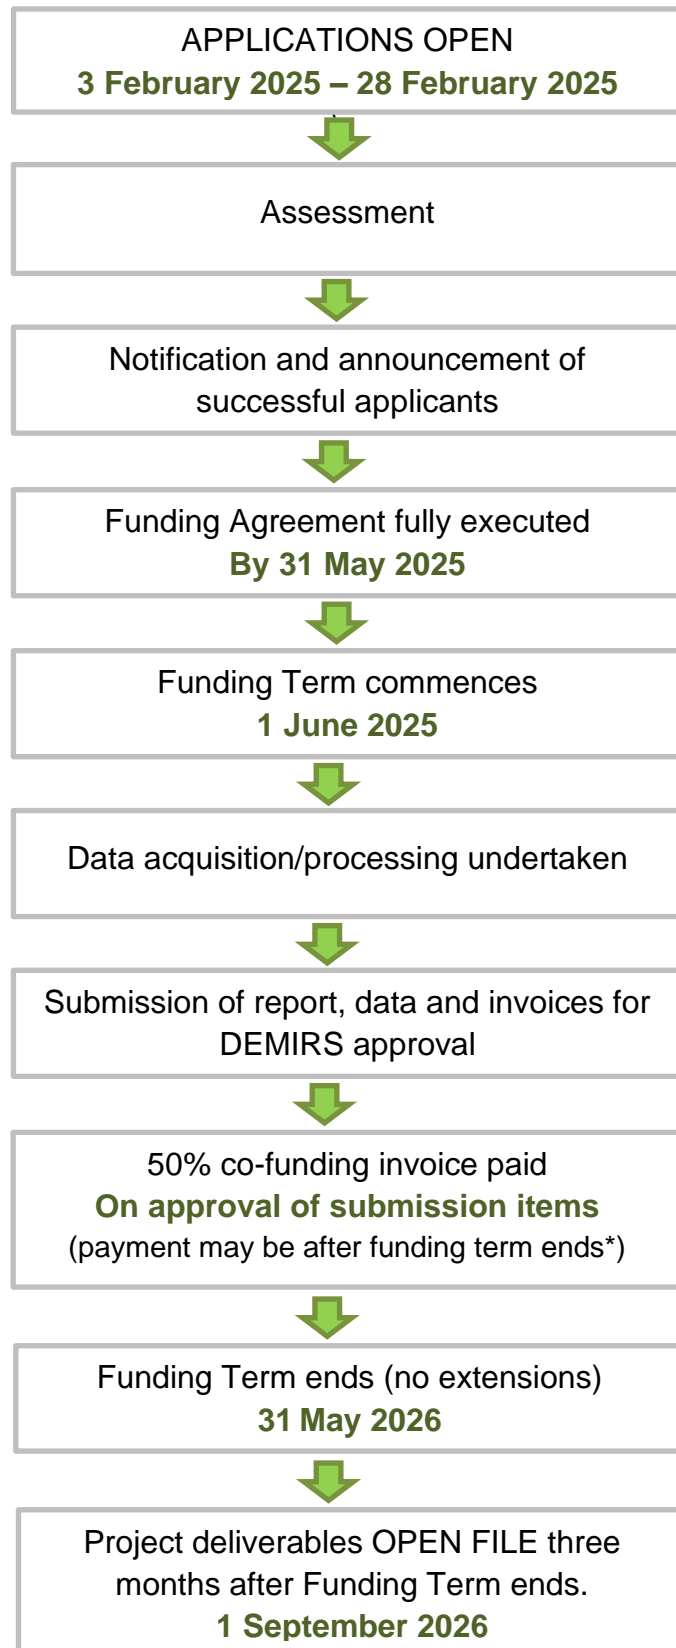 APPLICATIONS OPEN
3 February 2025 – 28 February 2025
Assessment
Notification and announcement of
successful applicants
Funding Agreement fully executed
By 31 May 2025
Funding Term commences
1 June 2025
Data acquisition/processing undertaken
Submission of report, data and invoices for
DEMIRS approval
50% co-funding invoice paid
On approval of submission items
(payment may be after funding term ends*)
Funding Term ends (no extensions)
31 May 2026
Project deliverables OPEN FILE three
months after Funding Term ends.
1 September 2026